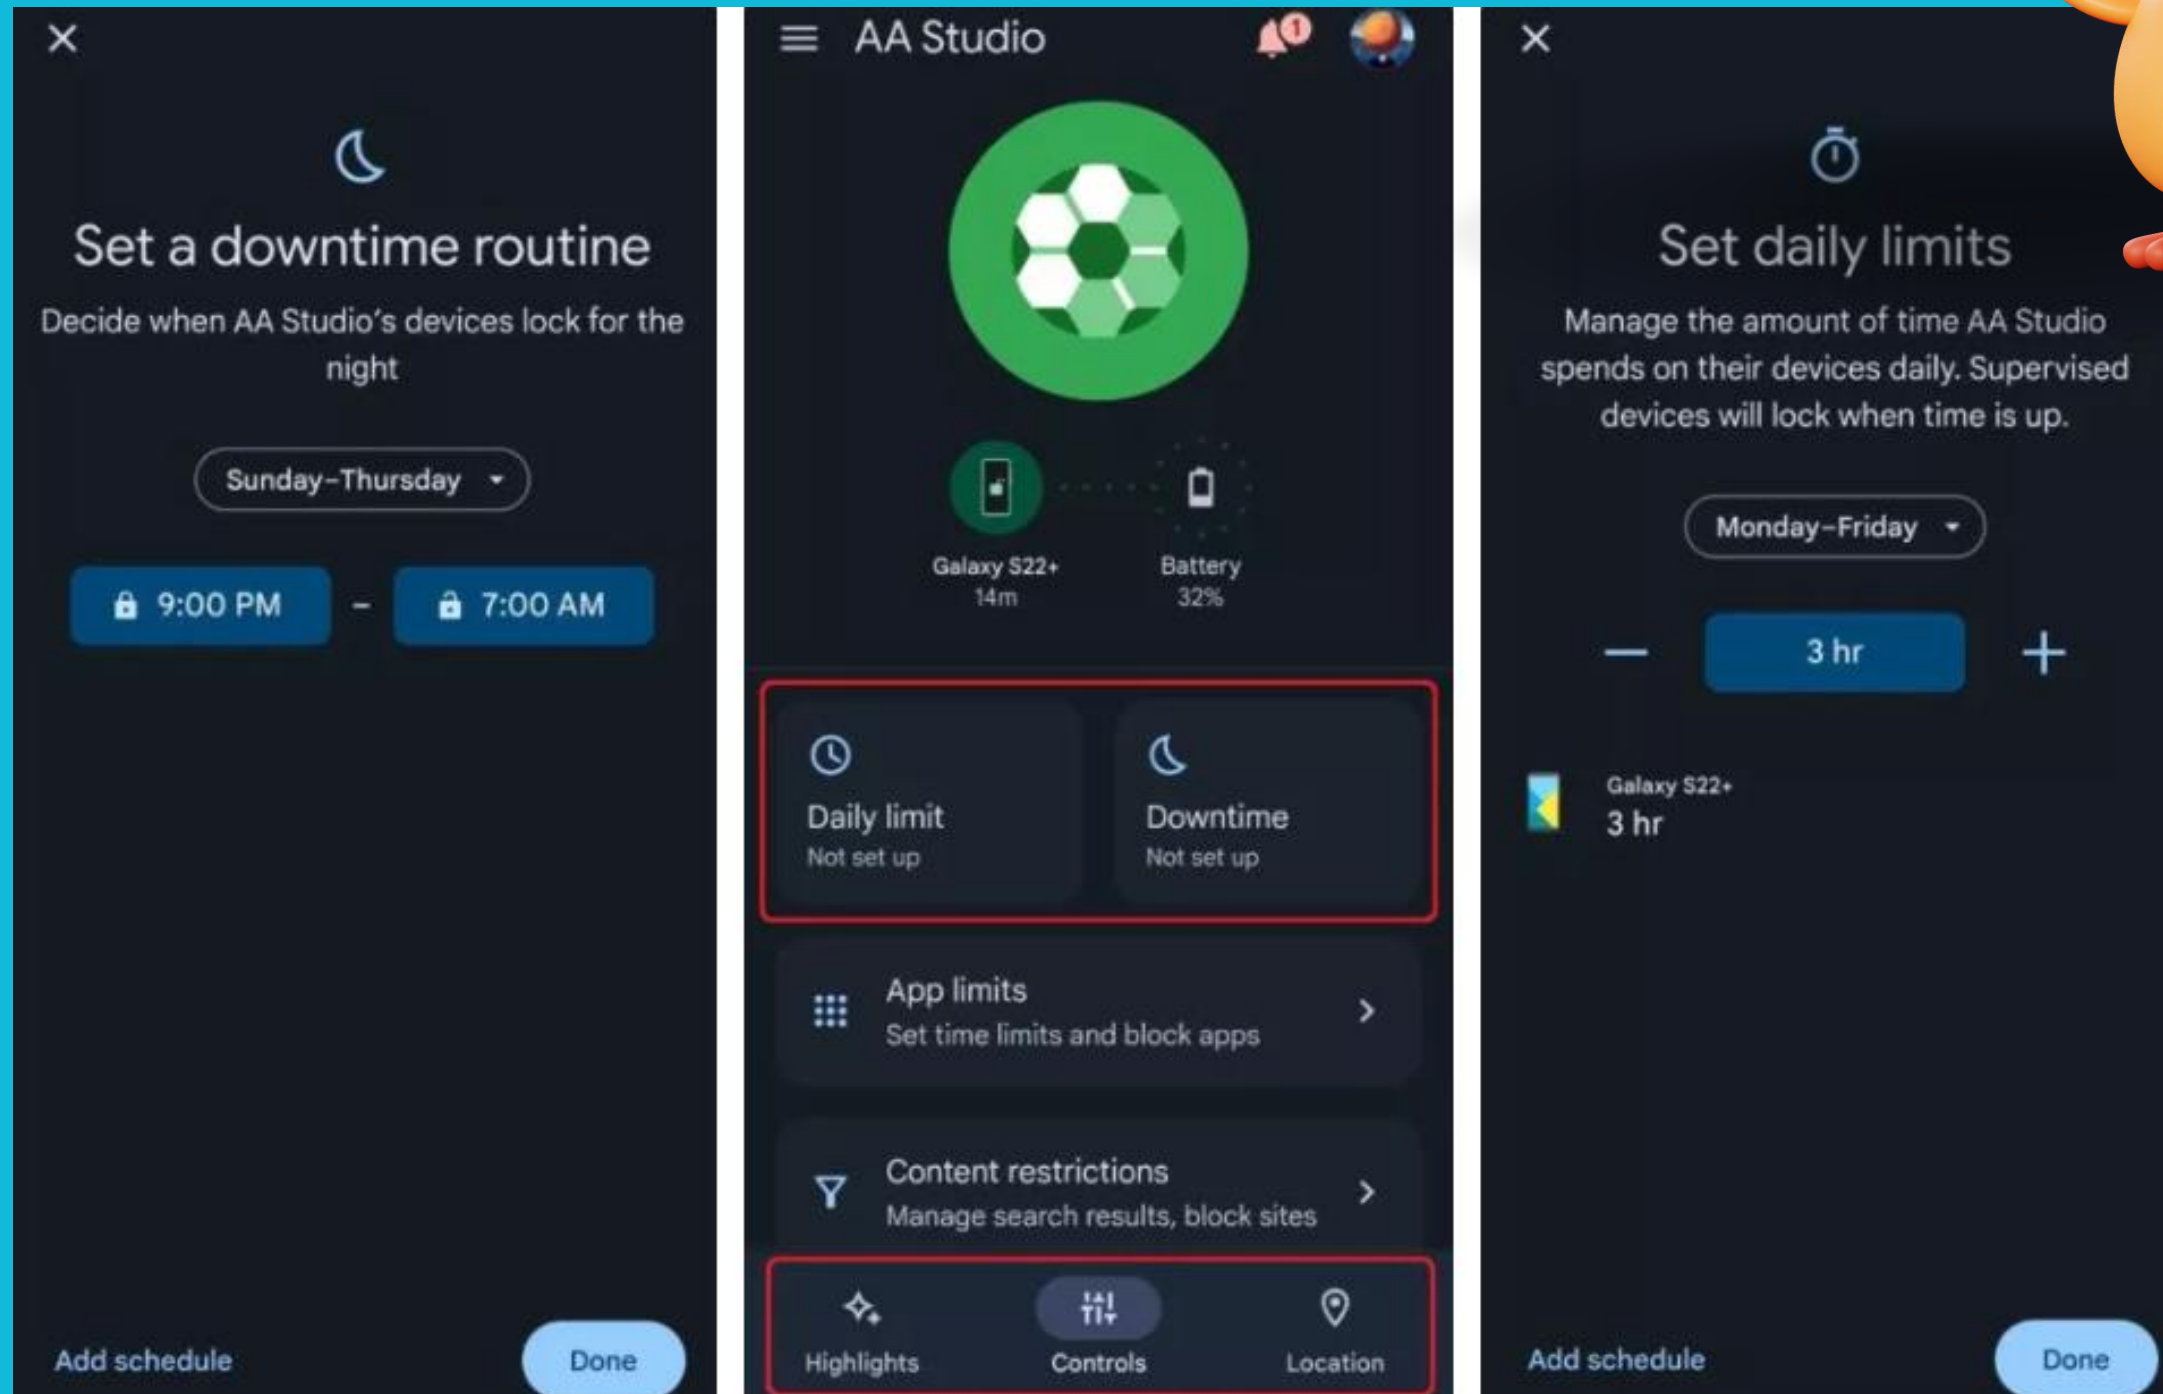 Set a downtime routine
Decide when AA Studio's devices lock for the
night
Sunday–Thursday
9:00 PM – 7:00 AM
Add schedule
Done
AA Studio
1
Galaxy S22+
14m
Battery
32%
Daily limit
Not set up
Downtime
Not set up
App limits
Set time limits and block apps
Content restrictions
Manage search results, block sites
Highlights
Controls
Location
Set daily limits
Manage the amount of time AA Studio
spends on their devices daily. Supervised
devices will lock when time is up.
Monday–Friday
3 hr
Galaxy S22+
3 hr
Add schedule
Done